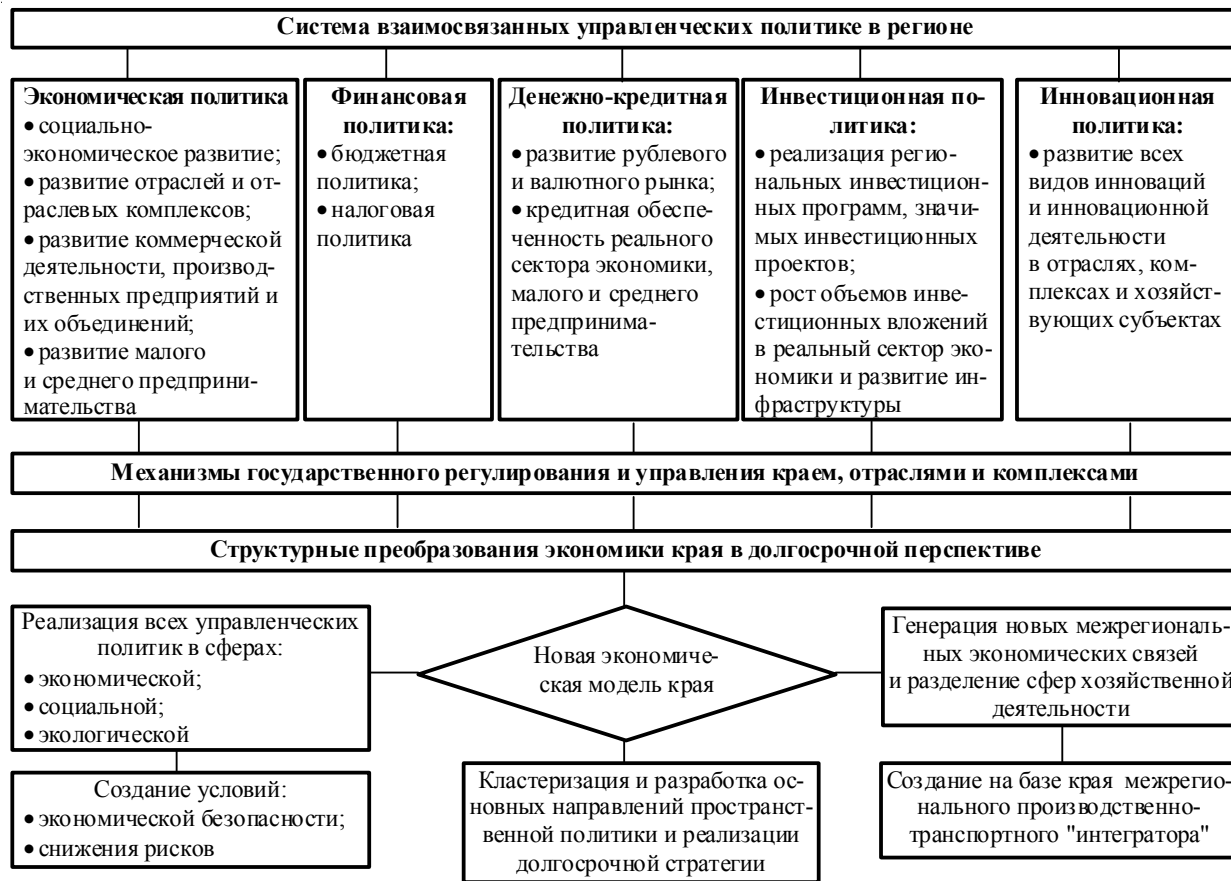 Система взаимосвязанных управленческих политике в регионе
Экономическая политика
• социально-
экономическое развитие;
• развитие отраслей и от-
раслевых комплексов;
• развитие коммерческой
деятельности, производ-
ственных предприятий и
их объединений;
• развитие малого
и среднего предприни-
мательства
Финансовая
политика:
• бюджетная
политика;
• налоговая
политика
Денежно-кредитная
политика:
• развитие рублевого
и валютного рынка;
• кредитная обеспе-
ченность реального
сектора экономики,
малого и среднего
предпринима-
тельства
Инвестиционная по-
литика:
• реализация регио-
нальных инвестицион-
ных программ, значи-
мых инвестиционных
проектов;
• рост объемов инве-
стиционных вложений
в реальный сектор эко-
номики и развитие ин-
фраструктуры
Инновационная
политика:
• развитие всех
видов инноваций
и инновационной
деятельности
в отраслях, ком-
плексах и хозяйст-
вующих субъектах
Механизмы государственного регулирования и управления краем, отраслями и комплексами
Структурные преобразования экономики края в долгосрочной перспективе
Реализация всех управленческих
политик в сферах:
• экономической;
• социальной;
• экологической
Новая экономиче-
ская модель края
Генерация новых межрегиональ-
ных экономических связей
и разделение сфер хозяйственной
деятельности
Создание условий:
• экономической безопасности;
• снижения рисков
Кластеризация и разработка ос-
новных направлений пространст-
венной политики и реализации
долгосрочной стратегии
Создание на базе края межрегио-
нального производственно-
транспортного "интегратора"